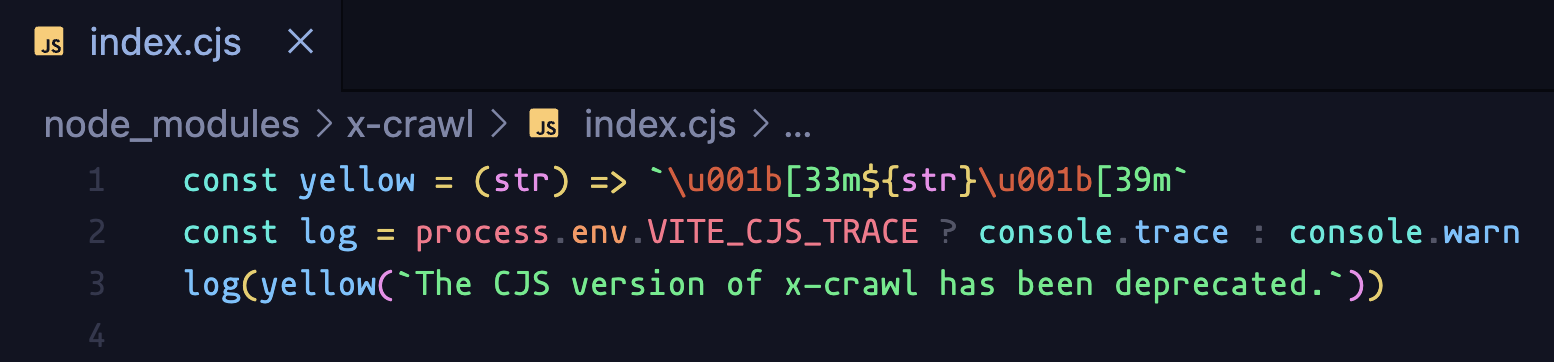 JS index.cjs ×
node_modules > x-crawl > JS index.cjs > ...
1 const yellow = (str) => `\u001b[33m${str}\u001b[39m`
2 const log = process.env.VITE_CJS_TRACE ? console.trace : console.warn
3 log(yellow(`The CJS version of x-crawl has been deprecated.`))
4